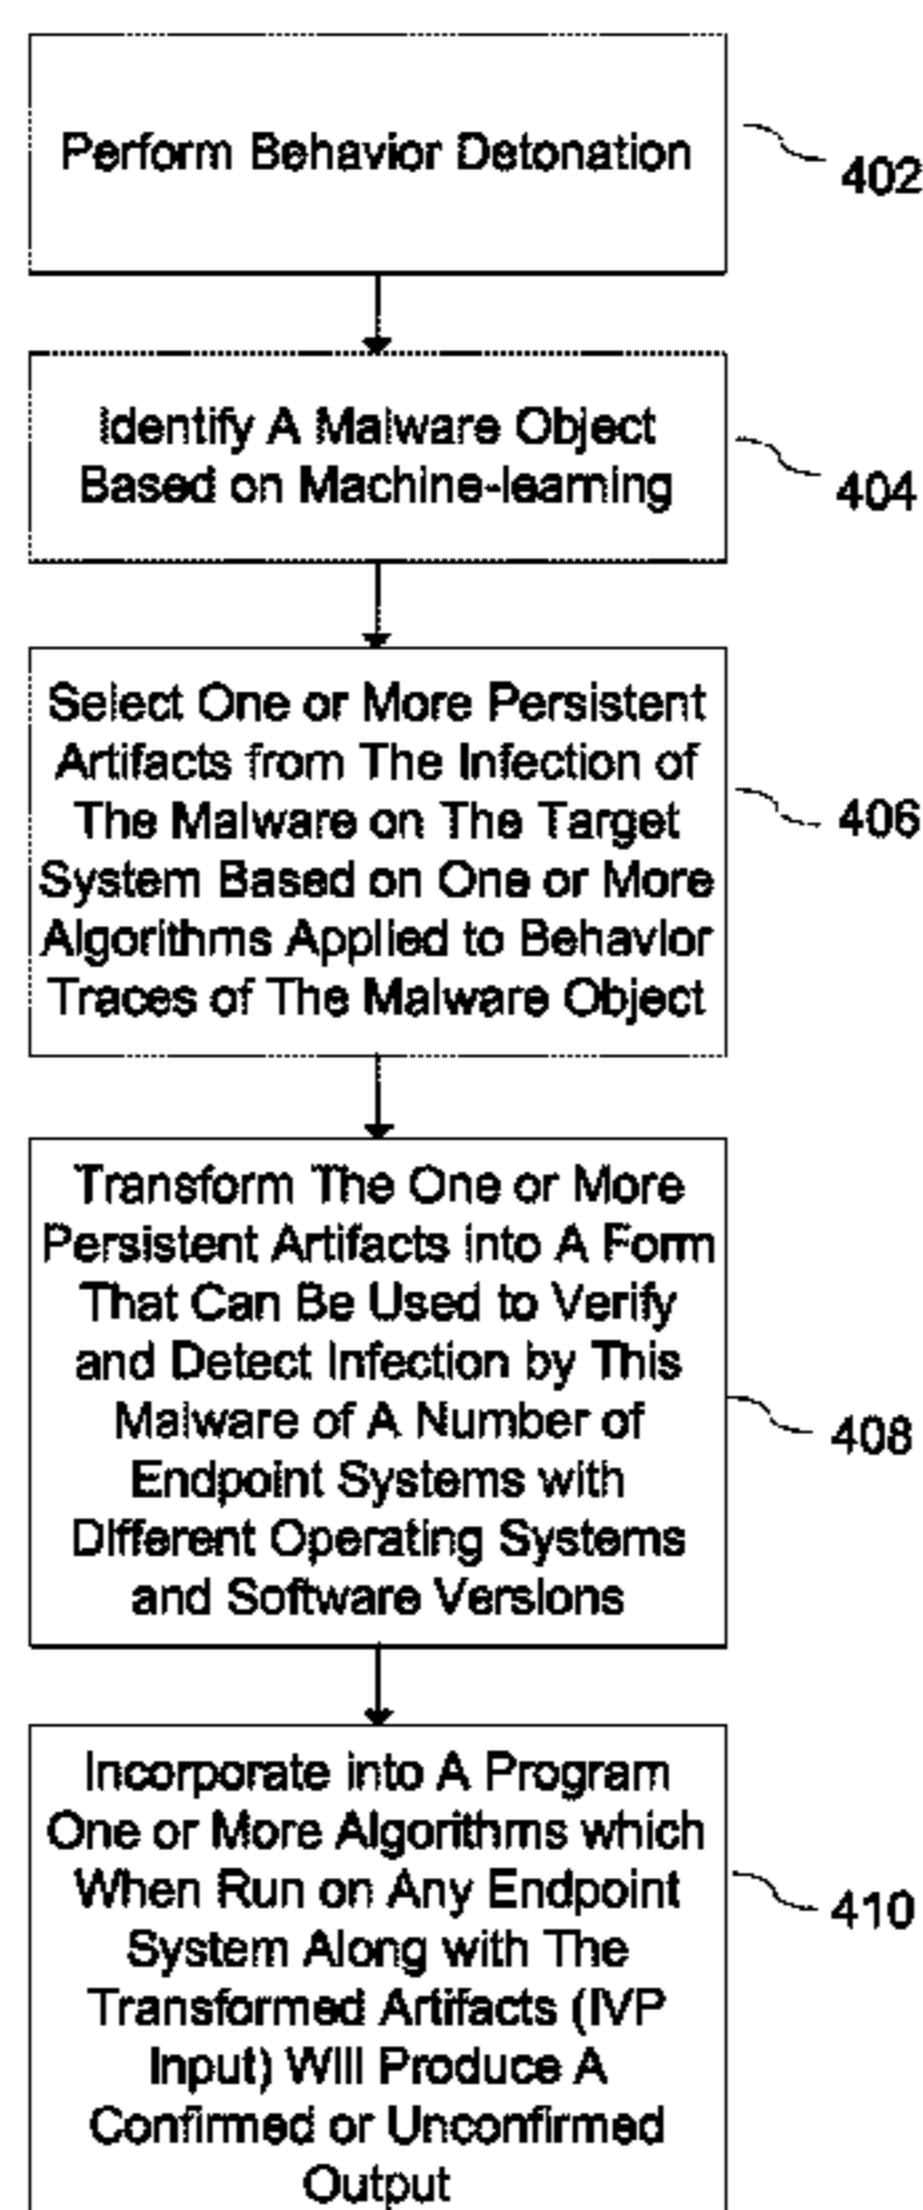 Perform Behavior Detonation
402
Identify A Malware Object
Based on Machine-learning
404
Select One or More Persistent
Artifacts from The Infection of
The Malware on The Target
System Based on One or More
Algorithms Applied to Behavior
Traces of The Malware Object
406
Transform The One or More
Persistent Artifacts into A Form
That Can Be Used to Verify
and Detect Infection by This
Malware of A Number of
Endpoint Systems with
Different Operating Systems
and Software Versions
408
Incorporate into A Program
One or More Algorithms which
When Run on Any Endpoint
System Along with The
Transformed Artifacts (IVP
Input) Will Produce A
Confirmed or Unconfirmed
Output
410